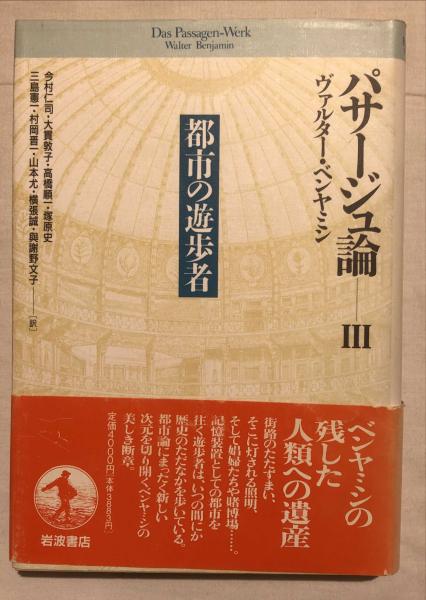 Das Passagen-Werk
Walter Benjamin
パサージュ論——III
ヴァルター・ベンヤミン
都市の遊歩者
今村仁司・大貫敦子・高橋順一・塚原史
三島憲一・村岡晋一・山本尤・横張誠・與謝野文子——[訳]
ベンヤミンの
残した
人類への遺産
街路のたたずまい、
そこに灯される照明、
そして娼婦たちや賭博場……。
記憶装置としての都市を
往く遊歩者は、いつの間にか
歴史のただなかを歩いている。
都市論にまったく新しい
次元を切り開くベンヤミンの
美しき断章。
定価4000円(本体3883円)
岩波書店